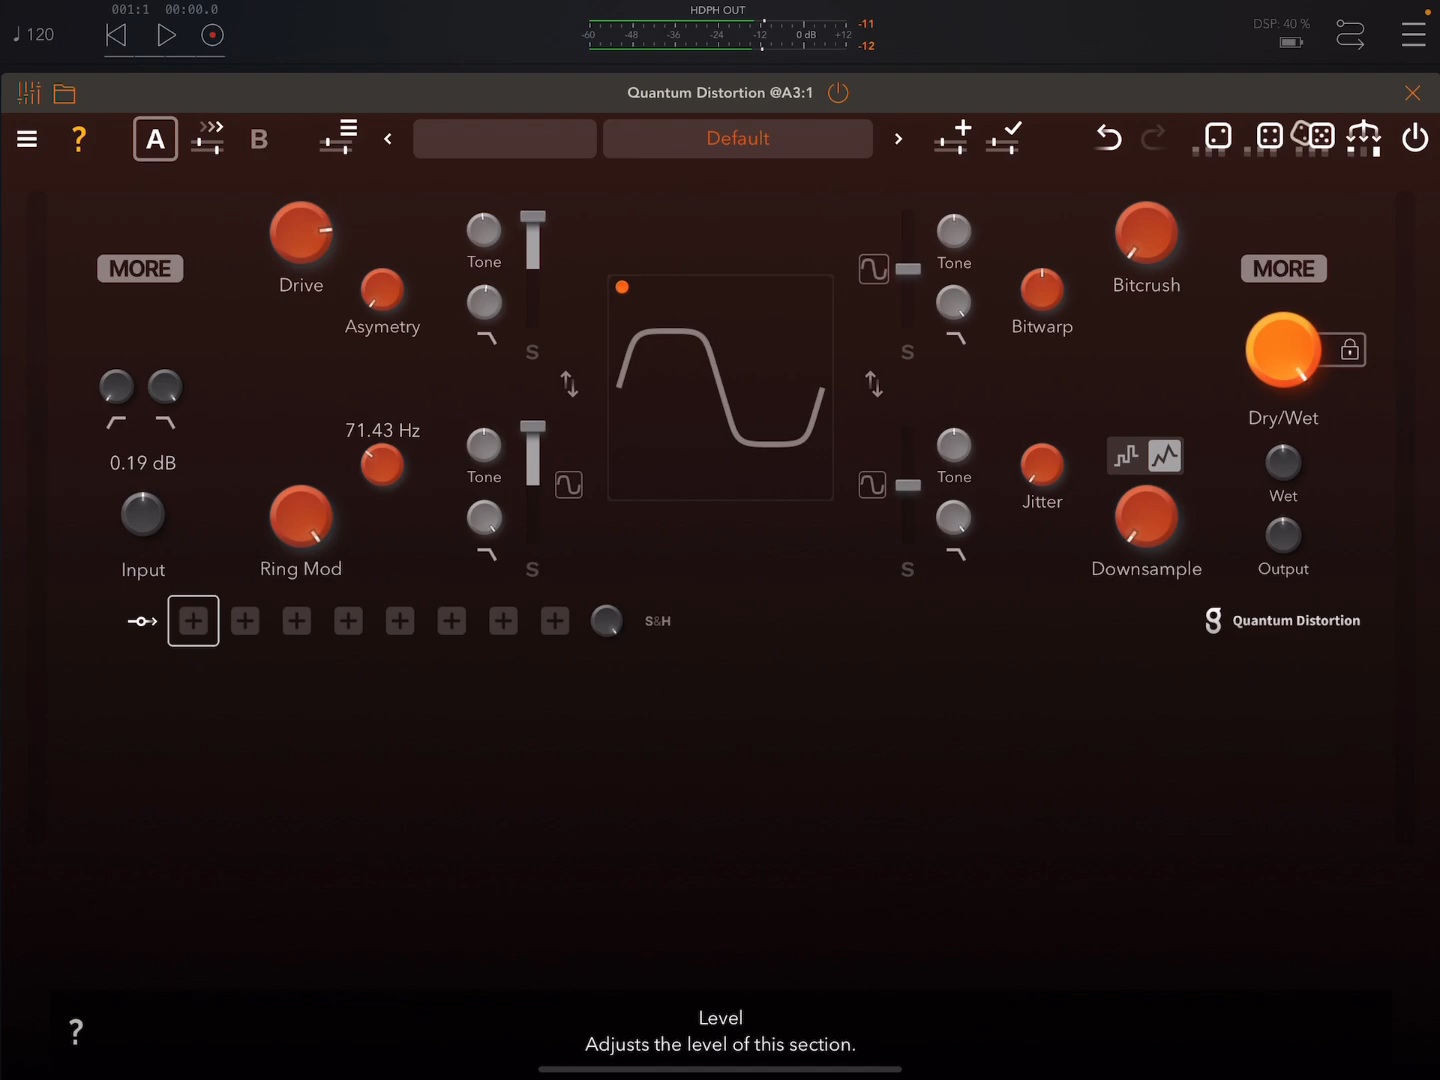 001:1 00:00.0
HDPH OUT
120
-60 -48 -36 -24 -12 0 dB +12
-11
-12
DSP: 40 %
Quantum Distortion @A3:1
?
A
B
Default
MORE
Drive
Asymetry
Tone
S
Tone
S
Bitwarp
Bitcrush
MORE
Dry/Wet
0.19 dB
Input
71.43 Hz
Ring Mod
Tone
S
Tone
S
Jitter
Downsample
Wet
Output
S&H
g Quantum Distortion
?
Level
Adjusts the level of this section.